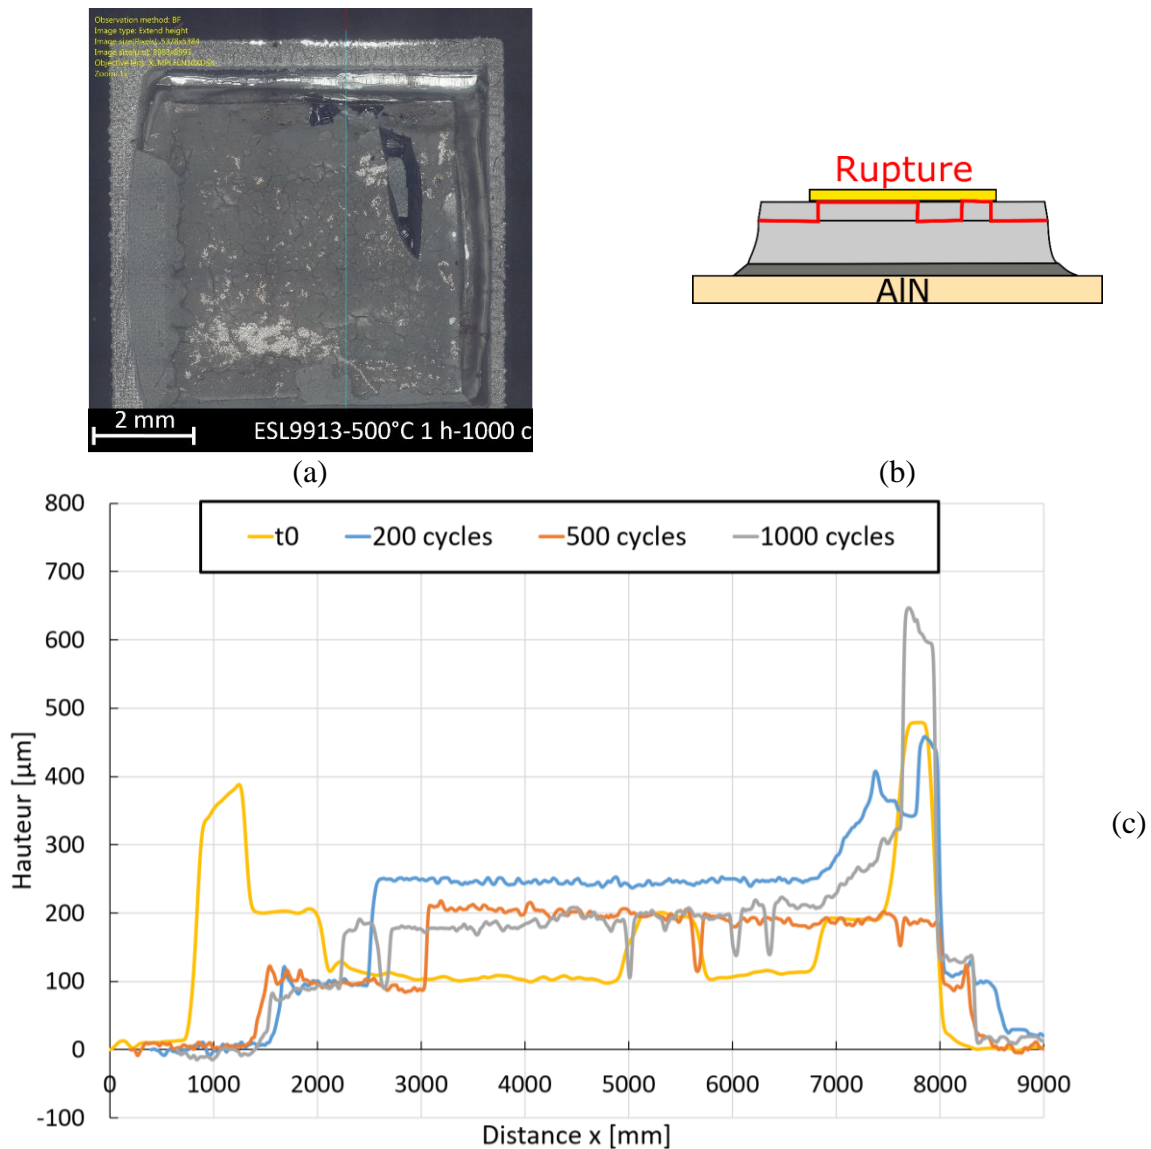 Observation method: BF
Image type: Extend height
Zoom: 1x
2 mm
ESL9913-500°C 1 h-1000 c
(a)
Rupture
AlN
(b)
800
700
600
500
400
300
200
100
0
-100
Hauteur [µm]
t0
200 cycles
500 cycles
1000 cycles
0
1000
2000
3000
4000
5000
6000
7000
8000
9000
Distance x [mm]
(c)